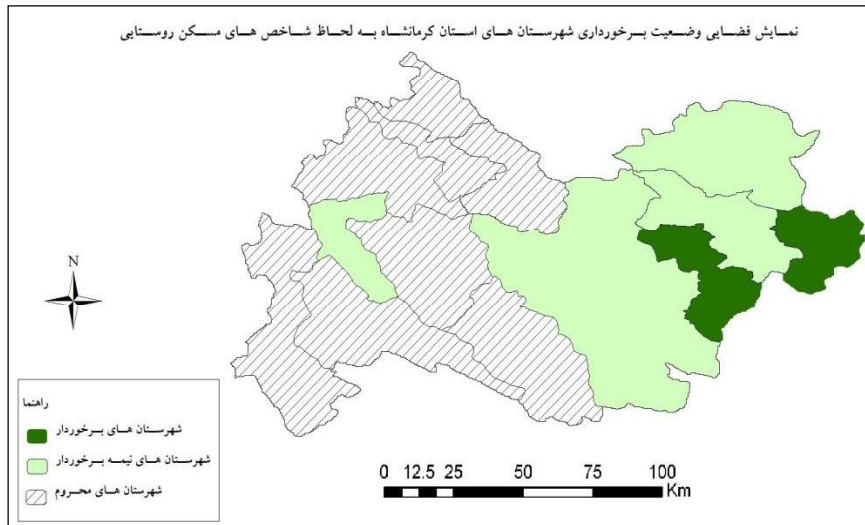 نمایش فضایی وضعیت برخورداری شهرستان های استان کرمانشاه به لحاظ شاخص های مسکن روستایی
N
راهنما
شهرستان های برخوردار
شهرستان های نیمه برخوردار
شهرستان های محروم
0 12.5 25 50 75 100
Km